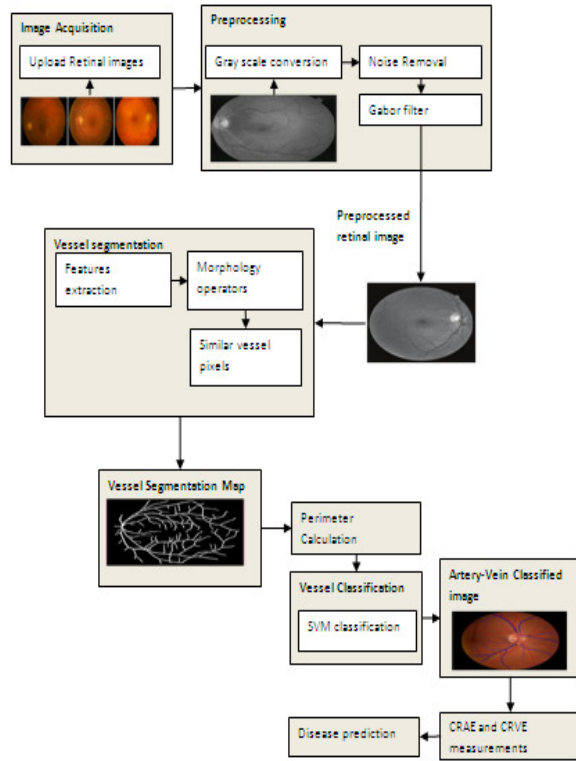 Image Acquisition
Upload Retinal images
Preprocessing
Gray scale conversion
Noise Removal
Gabor filter
Preprocessed
retinal image
Vessel segmentation
Features
extraction
Morphology
operators
Similar vessel
pixels
Vessel Segmentation Map
Perimeter
Calculation
Vessel Classification
SVM classification
Artery-Vein Classified
image
CRAE and CRVE
measurements
Disease prediction